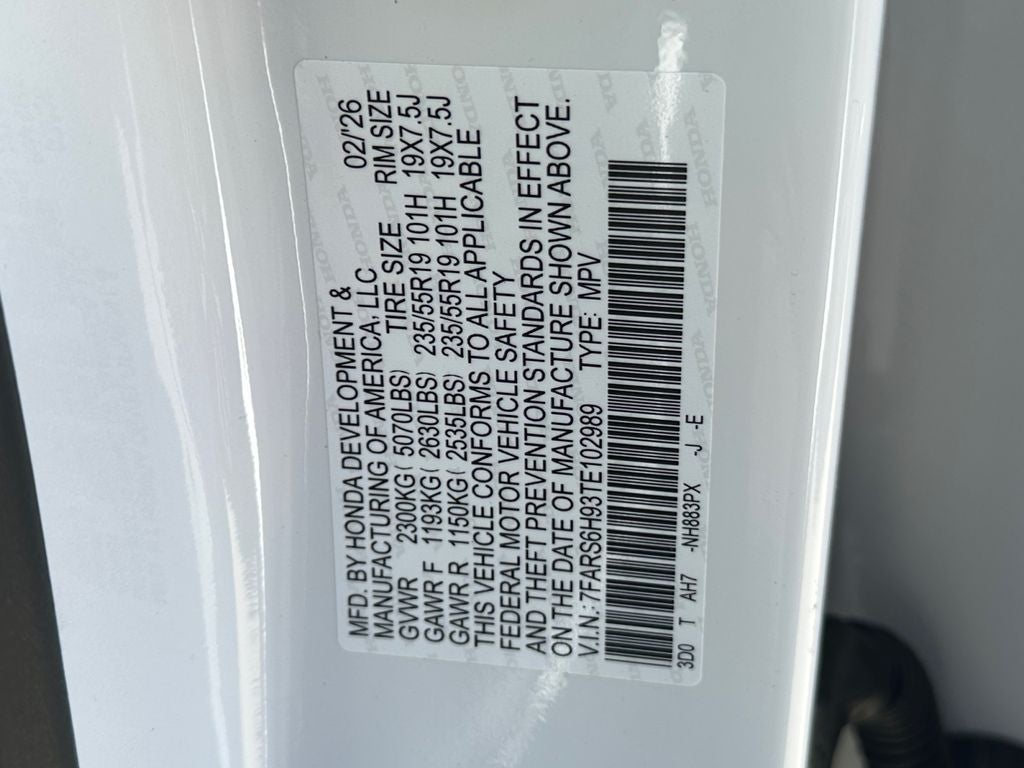 MFD. BY HONDA DEVELOPMENT & 02/'26
MANUFACTURING OF AMERICA, LLC
TIRE SIZE RIM SIZE
GVWR 2300KG( 5070LBS)
GAWR F 1193KG( 2630LBS) 235/55R19 101H 19X7.5J
GAWR R 1150KG( 2535LBS) 235/55R19 101H 19X7.5J
THIS VEHICLE CONFORMS TO ALL APPLICABLE
FEDERAL MOTOR VEHICLE SAFETY
AND THEFT PREVENTION STANDARDS IN EFFECT
ON THE DATE OF MANUFACTURE SHOWN ABOVE.
V.I.N.: 7FARS6H93TE102989 TYPE: MPV
3D0 T AH7 -NH883PX -J -E